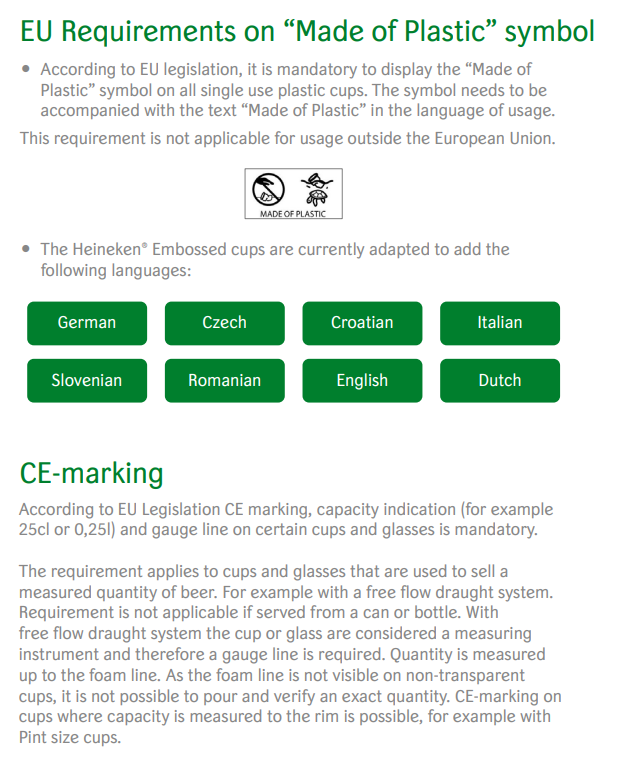 EU Requirements on “Made of Plastic” symbol
• According to EU legislation, it is mandatory to display the “Made of
Plastic” symbol on all single use plastic cups. The symbol needs to be
accompanied with the text “Made of Plastic” in the language of usage.
This requirement is not applicable for usage outside the European Union.
MADE OF PLASTIC
• The Heineken® Embossed cups are currently adapted to add the
following languages:
German Czech Croatian Italian
Slovenian Romanian English Dutch
CE-marking
According to EU Legislation CE marking, capacity indication (for example
25cl or 0,25l) and gauge line on certain cups and glasses is mandatory.
The requirement applies to cups and glasses that are used to sell a
measured quantity of beer. For example with a free flow draught system.
Requirement is not applicable if served from a can or bottle. With
free flow draught system the cup or glass are considered a measuring
instrument and therefore a gauge line is required. Quantity is measured
up to the foam line. As the foam line is not visible on non-transparent
cups, it is not possible to pour and verify an exact quantity. CE-marking on
cups where capacity is measured to the rim is possible, for example with
Pint size cups.